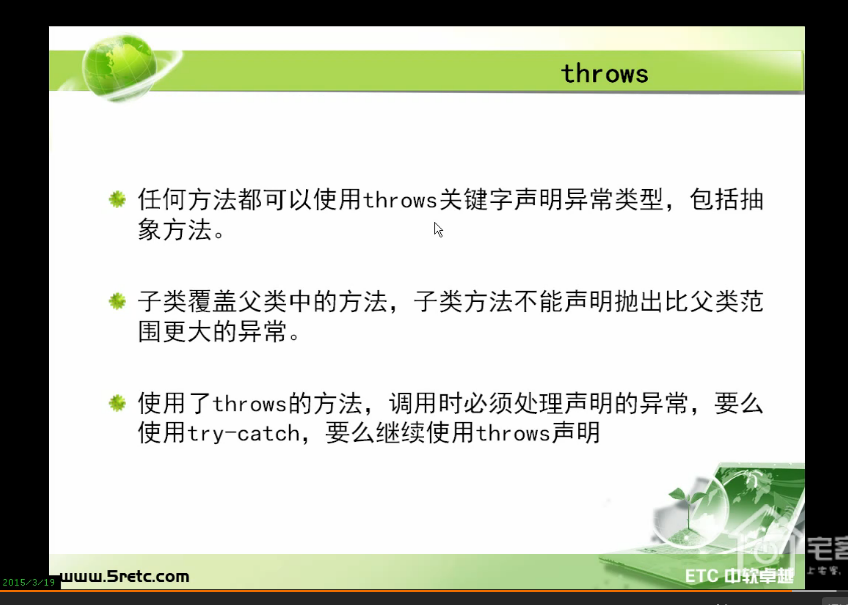 throws
任何方法都可以使用throws关键字声明异常类型，包括抽
象方法。
子类覆盖父类中的方法，子类方法不能声明抛出比父类范
围更大的异常。
使用了throws的方法，调用时必须处理声明的异常，要么
使用try-catch，要么继续使用throws声明
2015/3/19
www.5retc.com
ETC 中软卓越
宅客
上宅客，